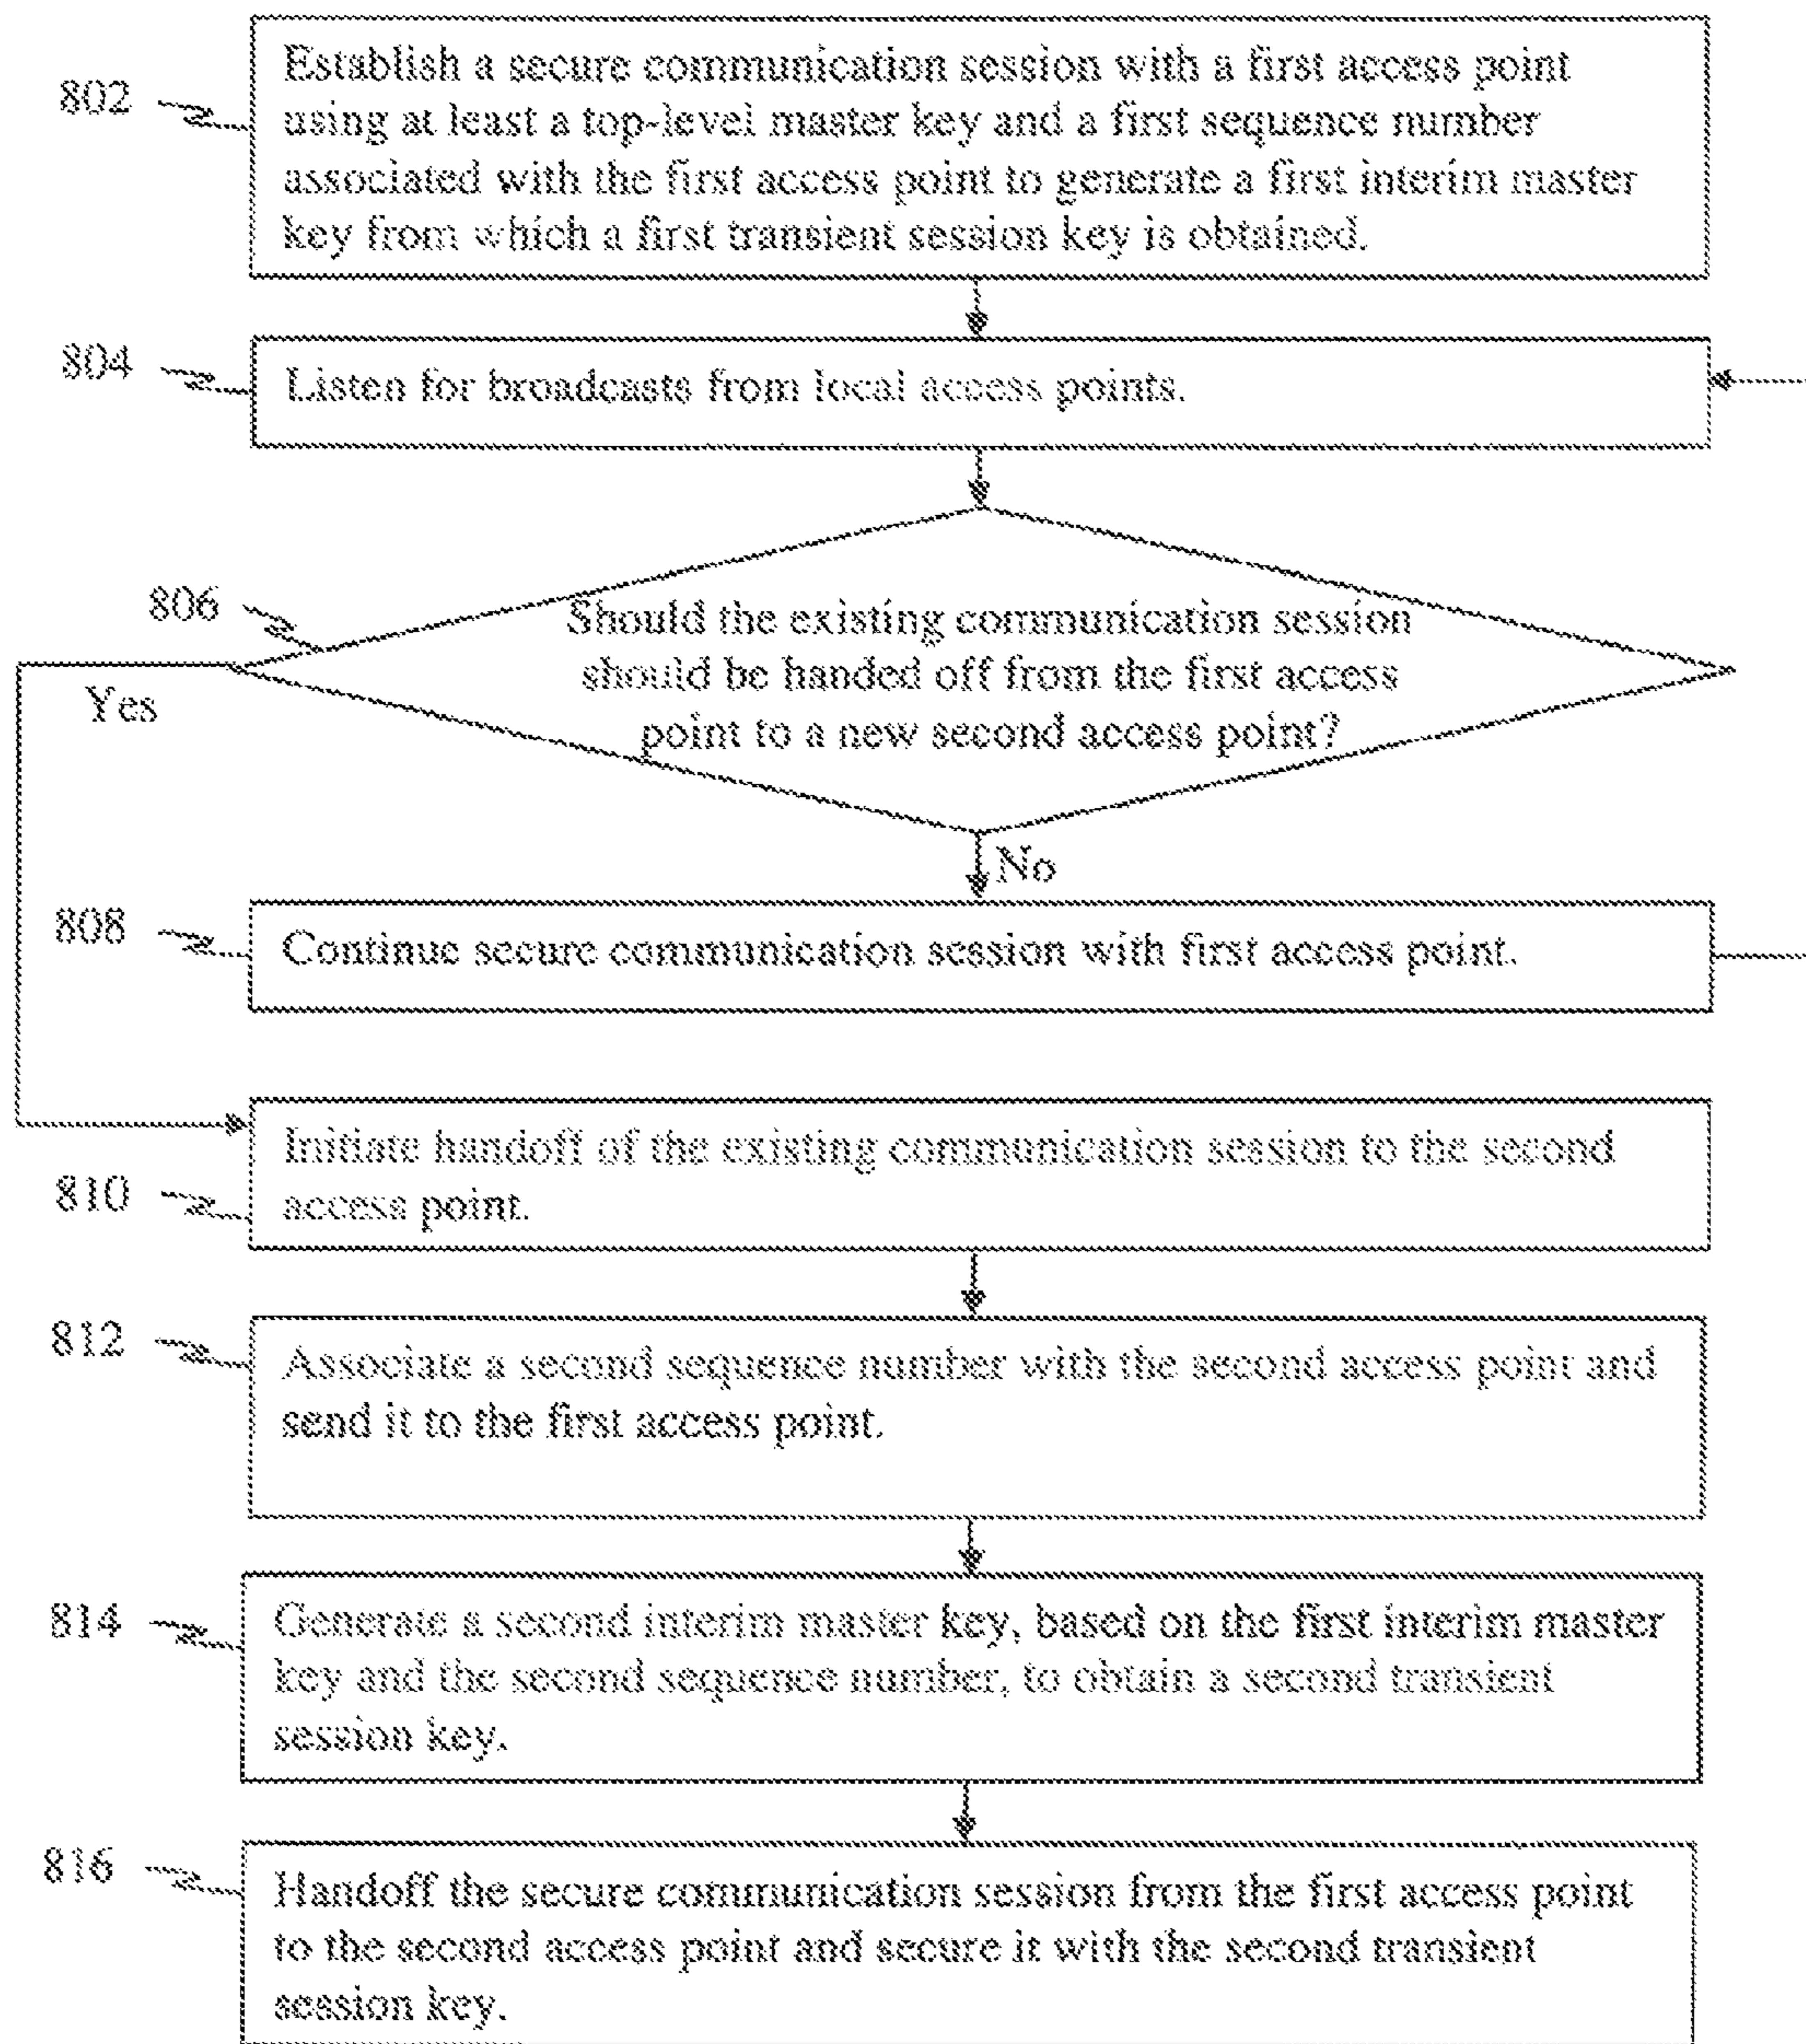 802
Establish a secure communication session with a first access point
using at least a top-level master key and a first sequence number
associated with the first access point to generate a first interim master
key from which a first transient session key is obtained.
804
Listen for broadcasts from local access points.
806
Should the existing communication session
should be handed off from the first access
point to a new second access point?
Yes
No
808
Continue secure communication session with first access point.
810
Initiate handoff of the existing communication session to the second
access point.
812
Associate a second sequence number with the second access point and
send it to the first access point.
814
Generate a second interim master key, based on the first interim master
key and the second sequence number, to obtain a second transient
session key.
816
Handoff the secure communication session from the first access point
to the second access point and secure it with the second transient
session key.